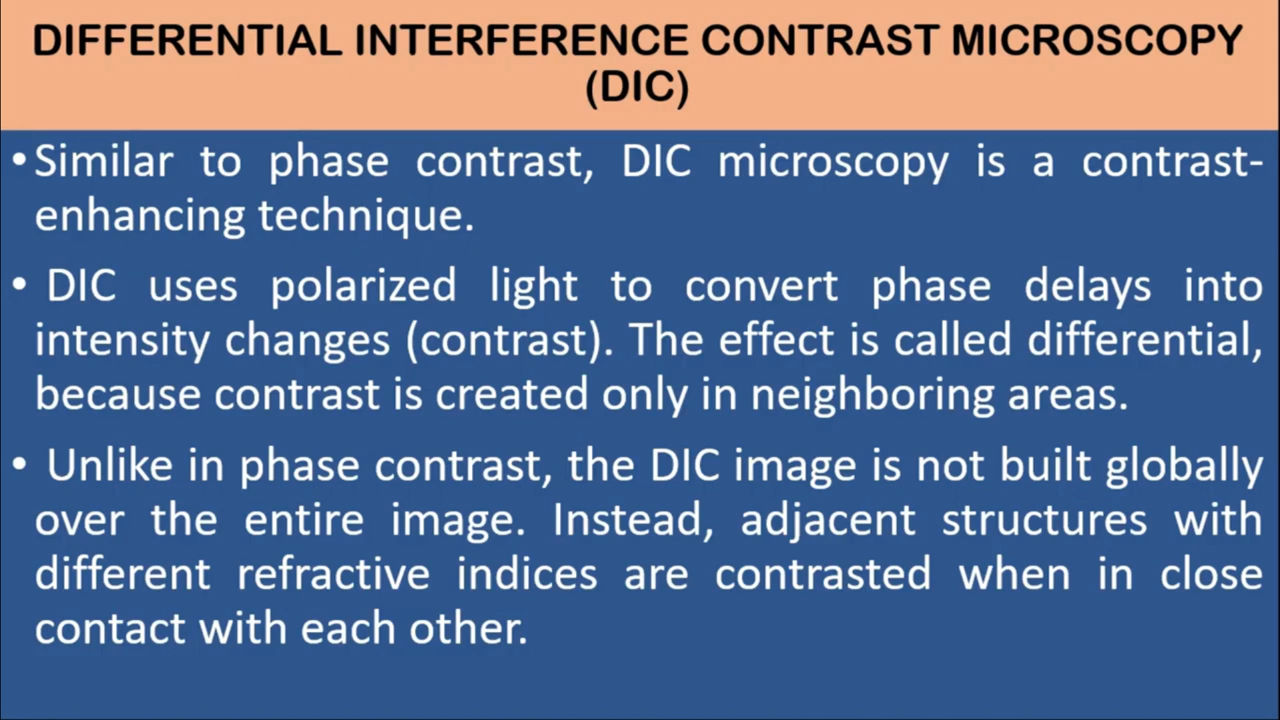 DIFFERENTIAL INTERFERENCE CONTRAST MICROSCOPY
(DIC)
•Similar to phase contrast, DIC microscopy is a contrast-
enhancing technique.
• DIC uses polarized light to convert phase delays into
intensity changes (contrast). The effect is called differential,
because contrast is created only in neighboring areas.
• Unlike in phase contrast, the DIC image is not built globally
over the entire image. Instead, adjacent structures with
different refractive indices are contrasted when in close
contact with each other.